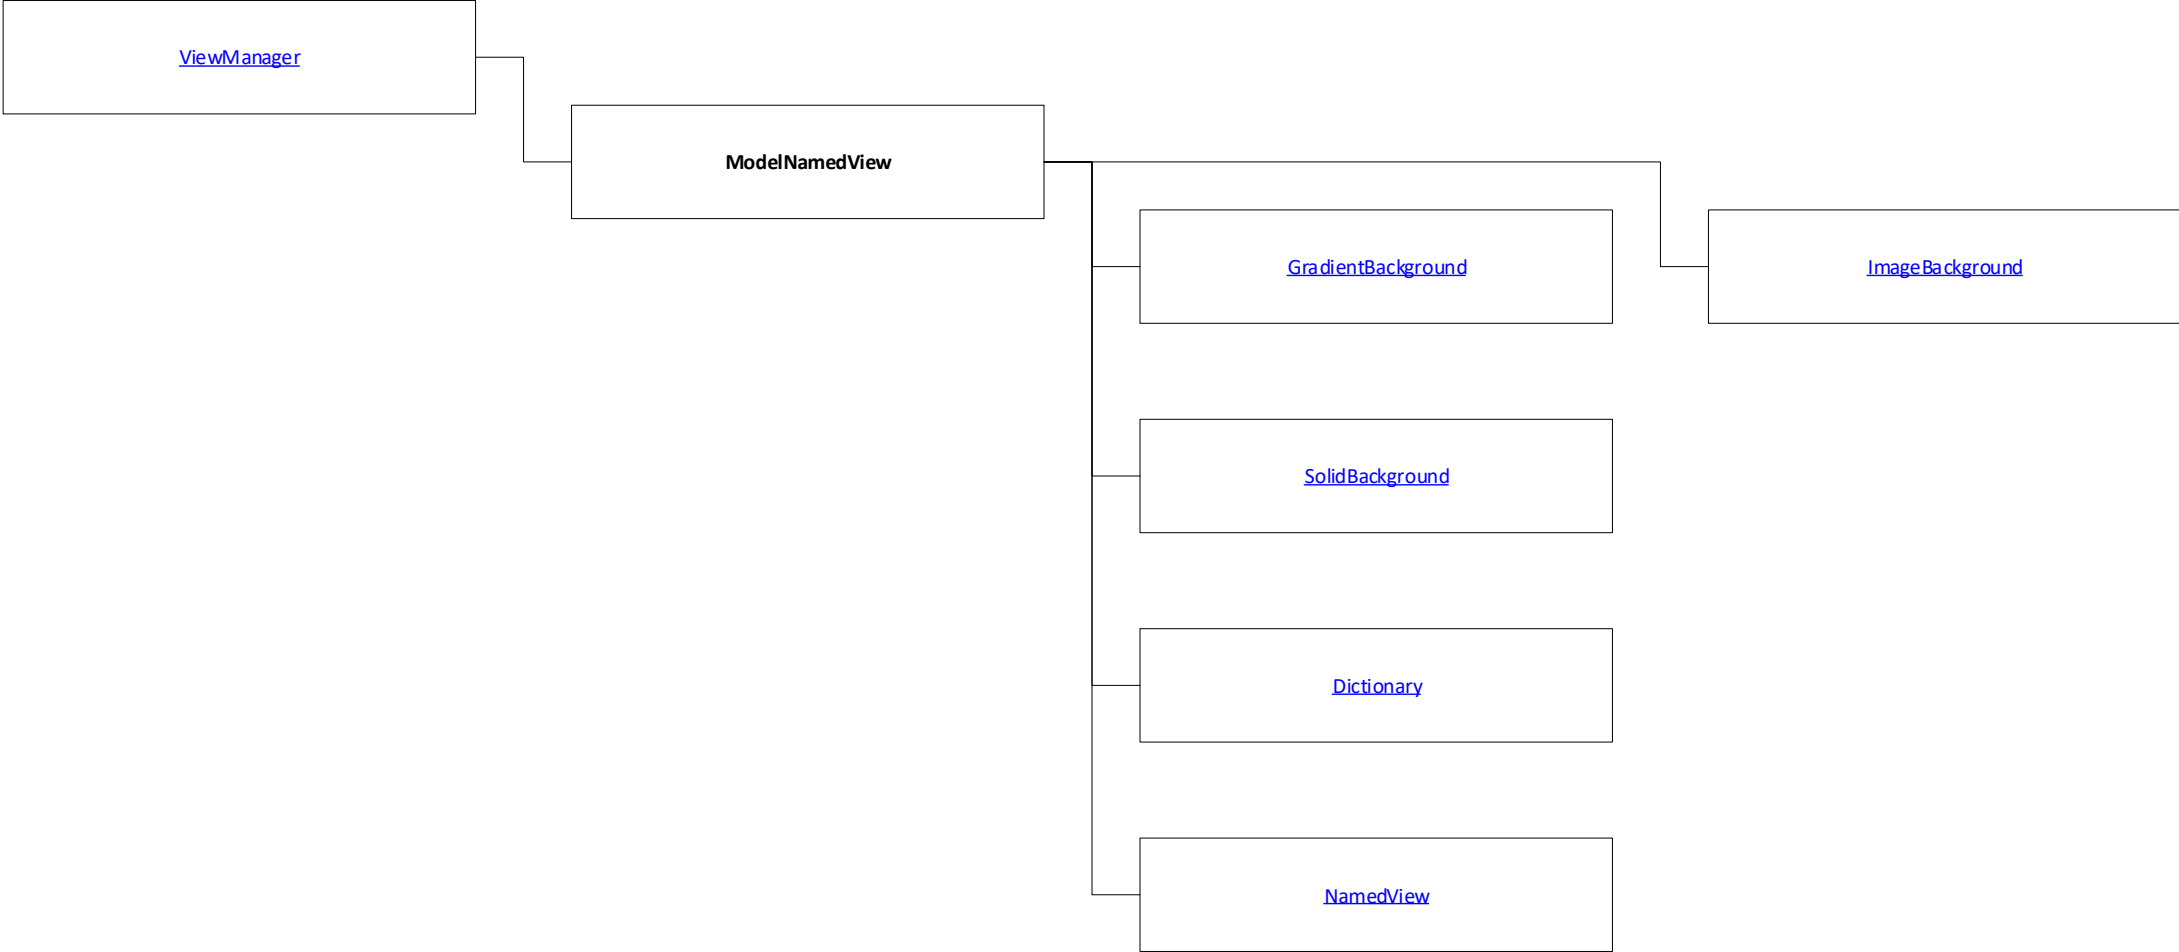 ViewManager
ModelNamedView
GradientBackground
ImageBackground
SolidBackground
Dictionary
NamedView